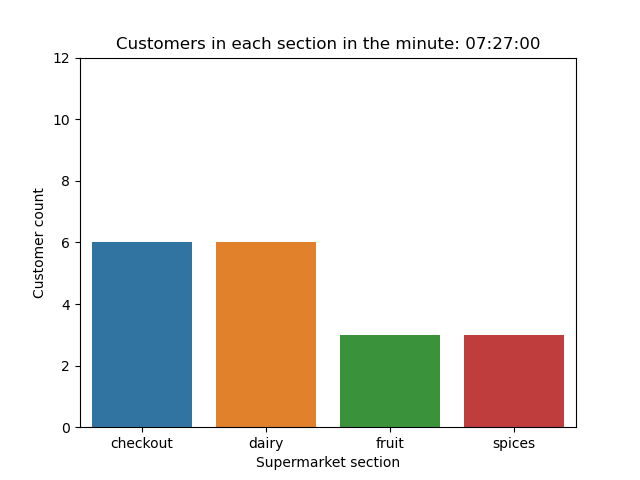 Customers in each section in the minute: 07:27:00
12
10
8
6
4
2
0
Customer count
checkout dairy fruit spices
Supermarket section